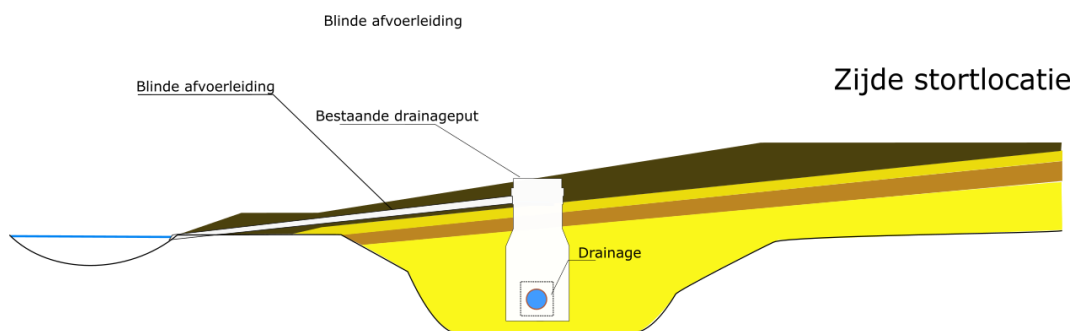 Blinde afvoerleiding
Zijde stortlocatie
Blinde afvoerleiding
Bestaande drainageput
Drainage